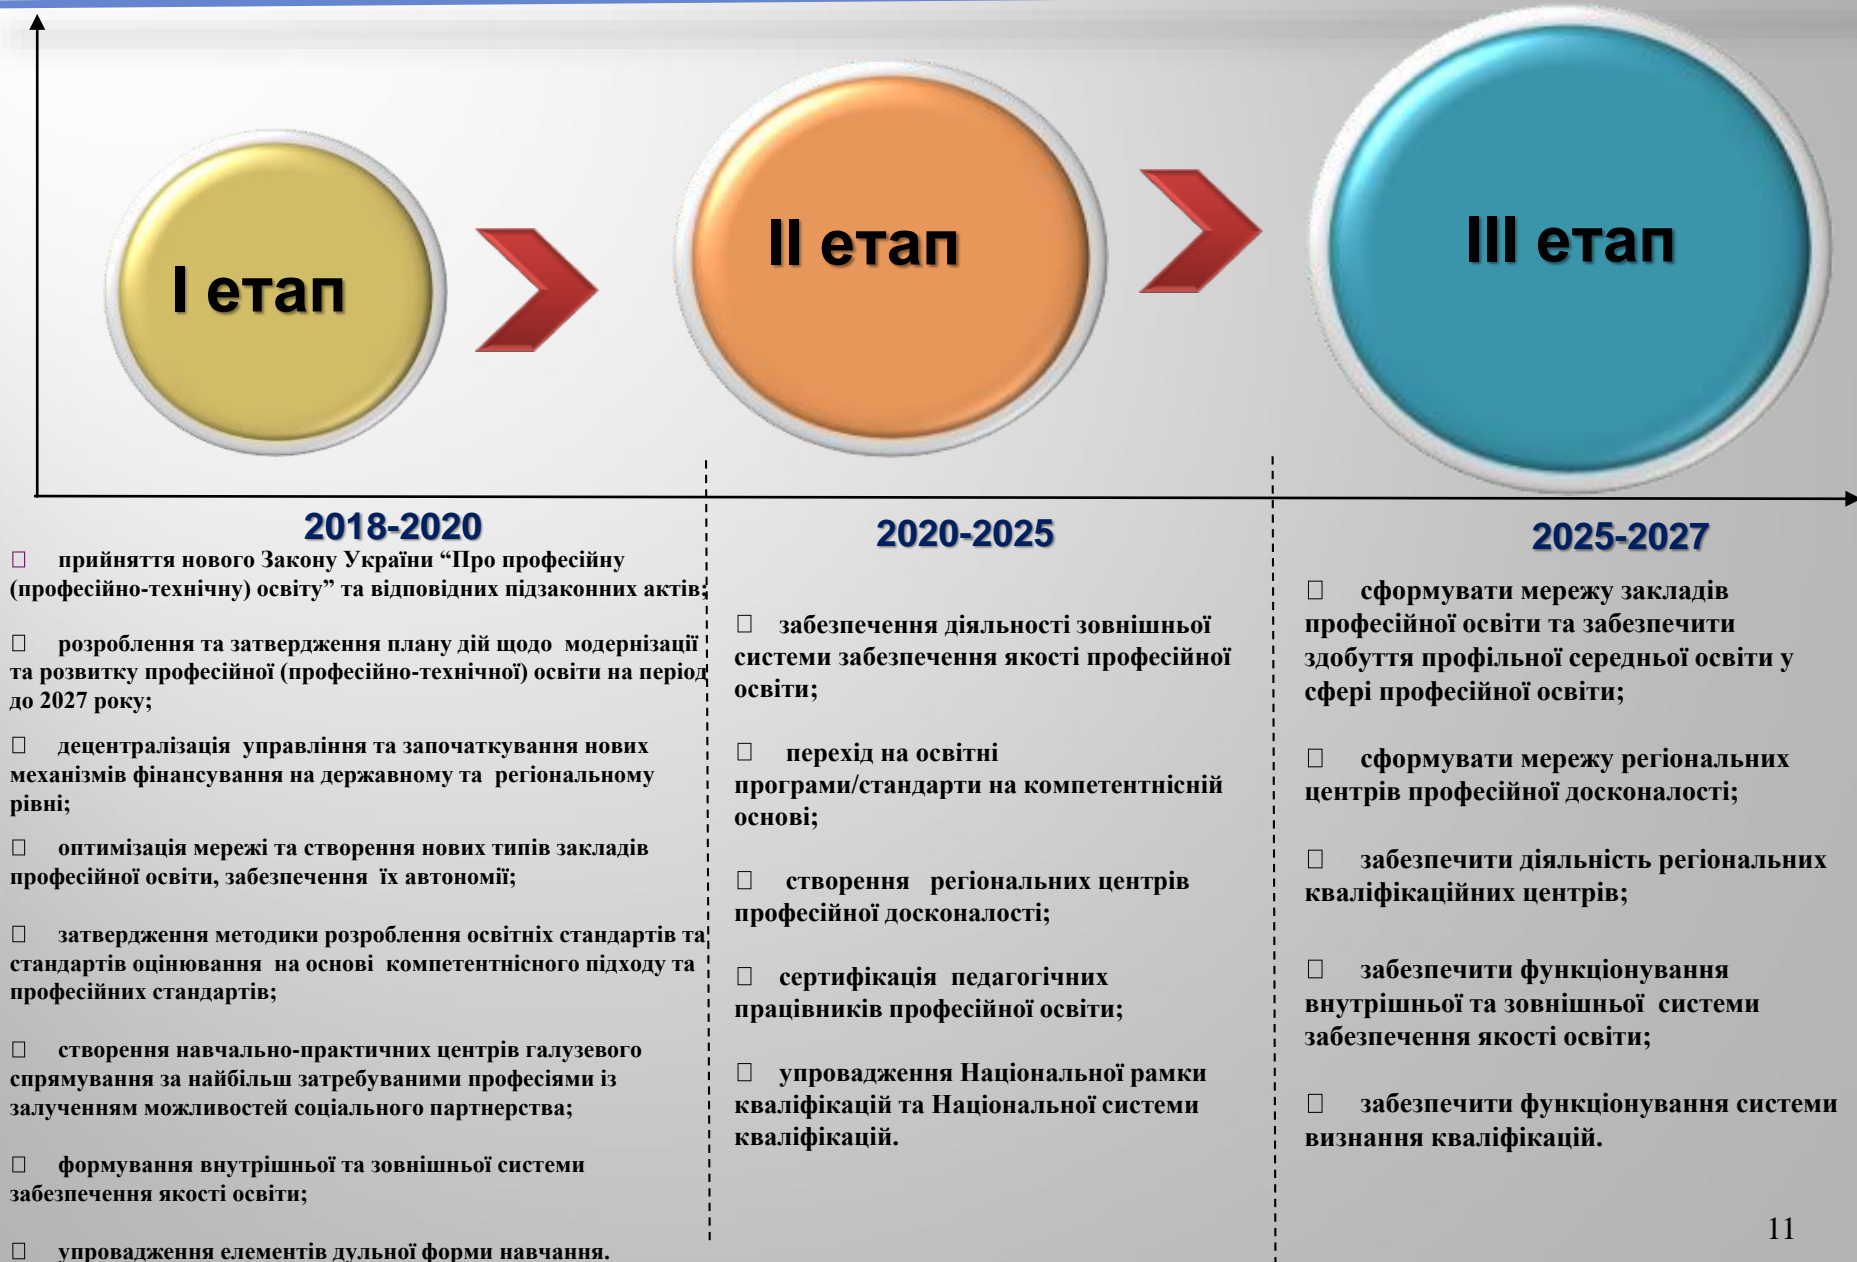 І етап
ІІ етап
ІІІ етап
2018-2020
прийняття нового Закону України “Про професійну
(професійно-технічну) освіту” та відповідних підзаконних актів;
розроблення та затвердження плану дій щодо модернізації
та розвитку професійної (професійно-технічної) освіти на період
до 2027 року;
децентралізація управління та започаткування нових
механізмів фінансування на державному та регіональному
рівні;
оптимізація мережі та створення нових типів закладів
професійної освіти, забезпечення їх автономії;
затвердження методики розроблення освітніх стандартів та
стандартів оцінювання на основі компетентнісного підходу та
професійних стандартів;
створення навчально-практичних центрів галузевого
спрямування за найбільш затребуваними професіями із
залученням можливостей соціального партнерства;
формування внутрішньої та зовнішньої системи
забезпечення якості освіти;
упровадження елементів дульної форми навчання.
2020-2025
забезпечення діяльності зовнішньої
системи забезпечення якості професійної
освіти;
перехід на освітні
програми/стандарти на компетентнісній
основі;
створення регіональних центрів
професійної досконалості;
сертифікація педагогічних
працівників професійної освіти;
упровадження Національної рамки
кваліфікацій та Національної системи
кваліфікацій.
2025-2027
сформувати мережу закладів
професійної освіти та забезпечити
здобуття профільної середньої освіти у
сфері професійної освіти;
сформувати мережу регіональних
центрів професійної досконалості;
забезпечити діяльність регіональних
кваліфікаційних центрів;
забезпечити функціонування
внутрішньої та зовнішньої системи
забезпечення якості освіти;
забезпечити функціонування системи
визнання кваліфікацій.
11